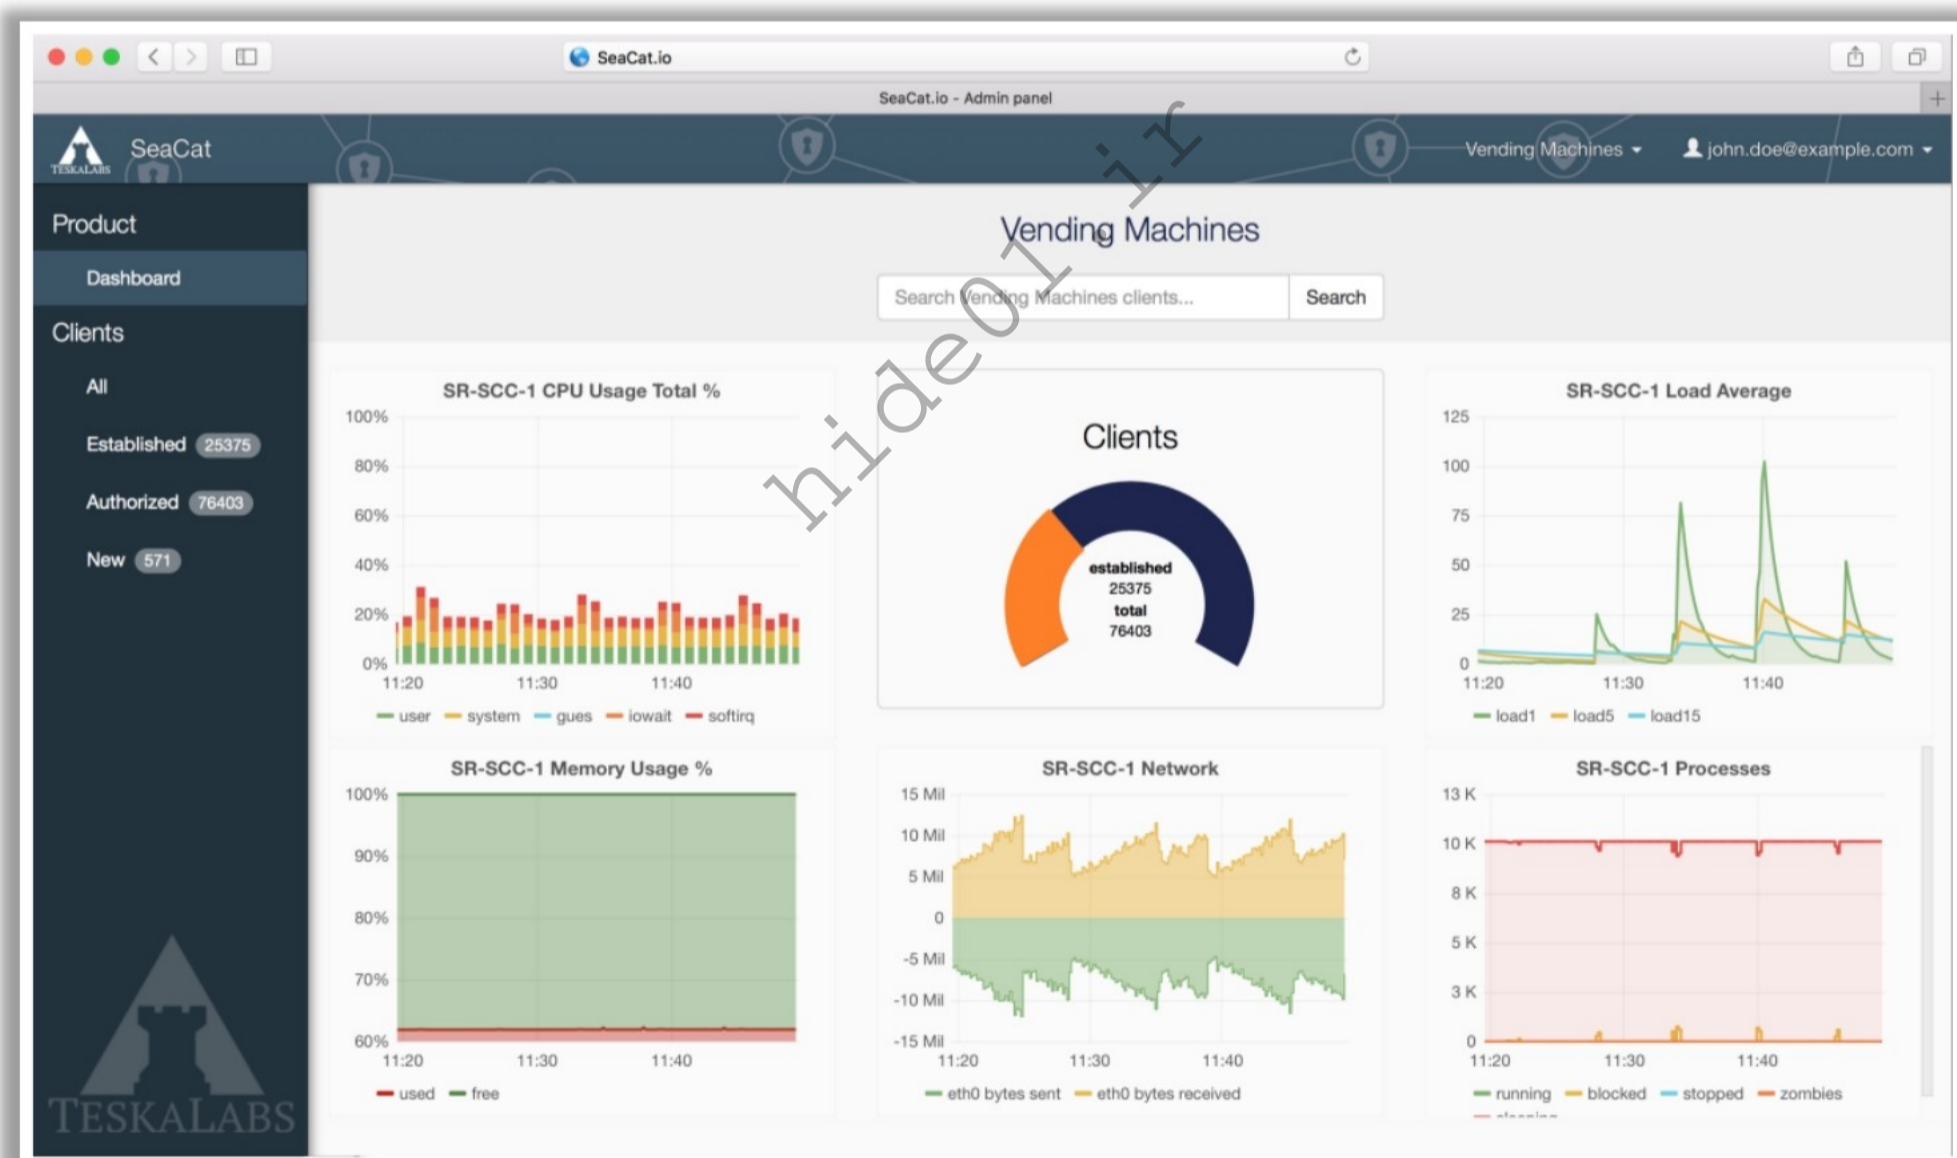 SeaCat.io
SeaCat.io - Admin panel
TESKALABS
SeaCat
Vending Machines
john.doe@example.com
Product
Dashboard
Clients
All
Established 25375
Authorized 76403
New 571
TESKALABS
Vending Machines
Search Vending Machines clients...
Search
SR-SCC-1 CPU Usage Total %
100%
80%
60%
40%
20%
0%
11:20 11:30 11:40
user system gues iowait softirq
Clients
established
25375
total
76403
SR-SCC-1 Load Average
125
100
75
50
25
0
11:20 11:30 11:40
load1 load5 load15
SR-SCC-1 Memory Usage %
100%
90%
80%
70%
60%
11:20 11:30 11:40
used free
SR-SCC-1 Network
15 Mil
10 Mil
5 Mil
0
-5 Mil
-10 Mil
-15 Mil
11:20 11:30 11:40
eth0 bytes sent eth0 bytes received
SR-SCC-1 Processes
13 K
10 K
8 K
5 K
3 K
0
11:20 11:30 11:40
running blocked stopped zombies
hide01.ir